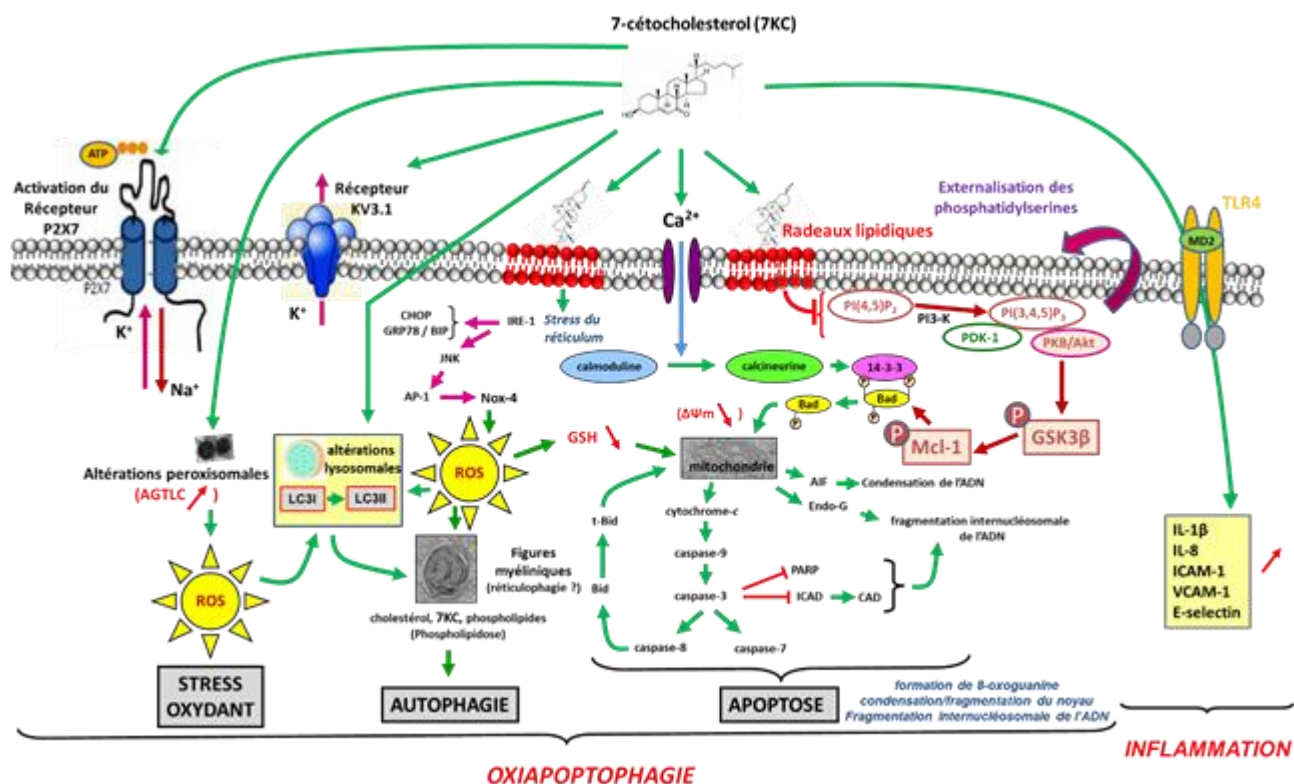 7-cétocholesterol (7KC)
HO
H
H
H
O
ATP
Activation du
Récepteur
P2X7
P2X7
K⁺
Na⁺
Récepteur
KV3.1
K⁺
Ca²⁺
Radeaux lipidiques
Externalisation des
phosphatidylserines
TLR4
MD2
CHOP
GRP78 / BIP
IRE-1
Stress du
réticulum
JNK
AP-1
Nox-4
PI(4,5)P₂
PI3-K
PI(3,4,5)P₃
PDK-1
PKB/Akt
calmoduline
calcineurine
14-3-3
P
P
Bad
P
Bad
P
(ΔΨm )
P
Mcl-1
P
GSK3β
Altérations peroxisomales
(AGTLC )
altérations
lysosomales
LC3I
LC3II
ROS
GSH
mitochondrie
AIF
Condensation de l'ADN
Endo-G
fragmentation internucléosomale
de l'ADN
cytochrome-c
t-Bid
caspase-9
PARP
Bid
caspase-3
ICAD
CAD
caspase-8
caspase-7
Figures
myéliniques
(réticulophagie ?)
cholestérol, 7KC, phospholipides
(Phospholipidose)
ROS
IL-1β
IL-8
ICAM-1
VCAM-1
E-selectin
STRESS
OXYDANT
AUTOPHAGIE
APOPTOSE
formation de 8-oxoguanine
condensation/fragmentation du noyau
Fragmentation Internucléosomale de l'ADN
OXIAPOPTOPHAGIE
INFLAMMATION